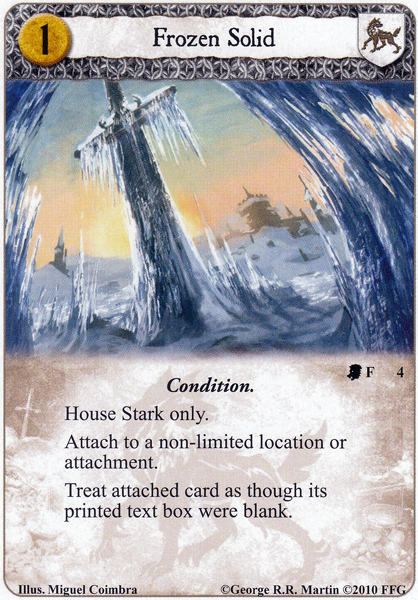 1
Frozen Solid
F 4
Condition.
House Stark only.
Attach to a non-limited location or
attachment.
Treat attached card as though its
printed text box were blank.
Illus. Miguel Coimbra ©George R.R. Martin ©2010 FFG